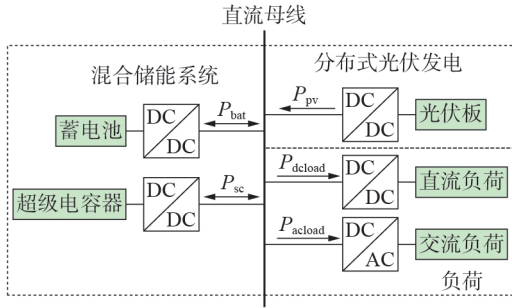 直流母线
混合储能系统
分布式光伏发电
蓄电池
DC
DC
P_bat
P_pv
DC
DC
光伏板
超级电容器
DC
DC
P_sc
P_dcload
DC
DC
直流负荷
P_acload
DC
AC
交流负荷
负荷